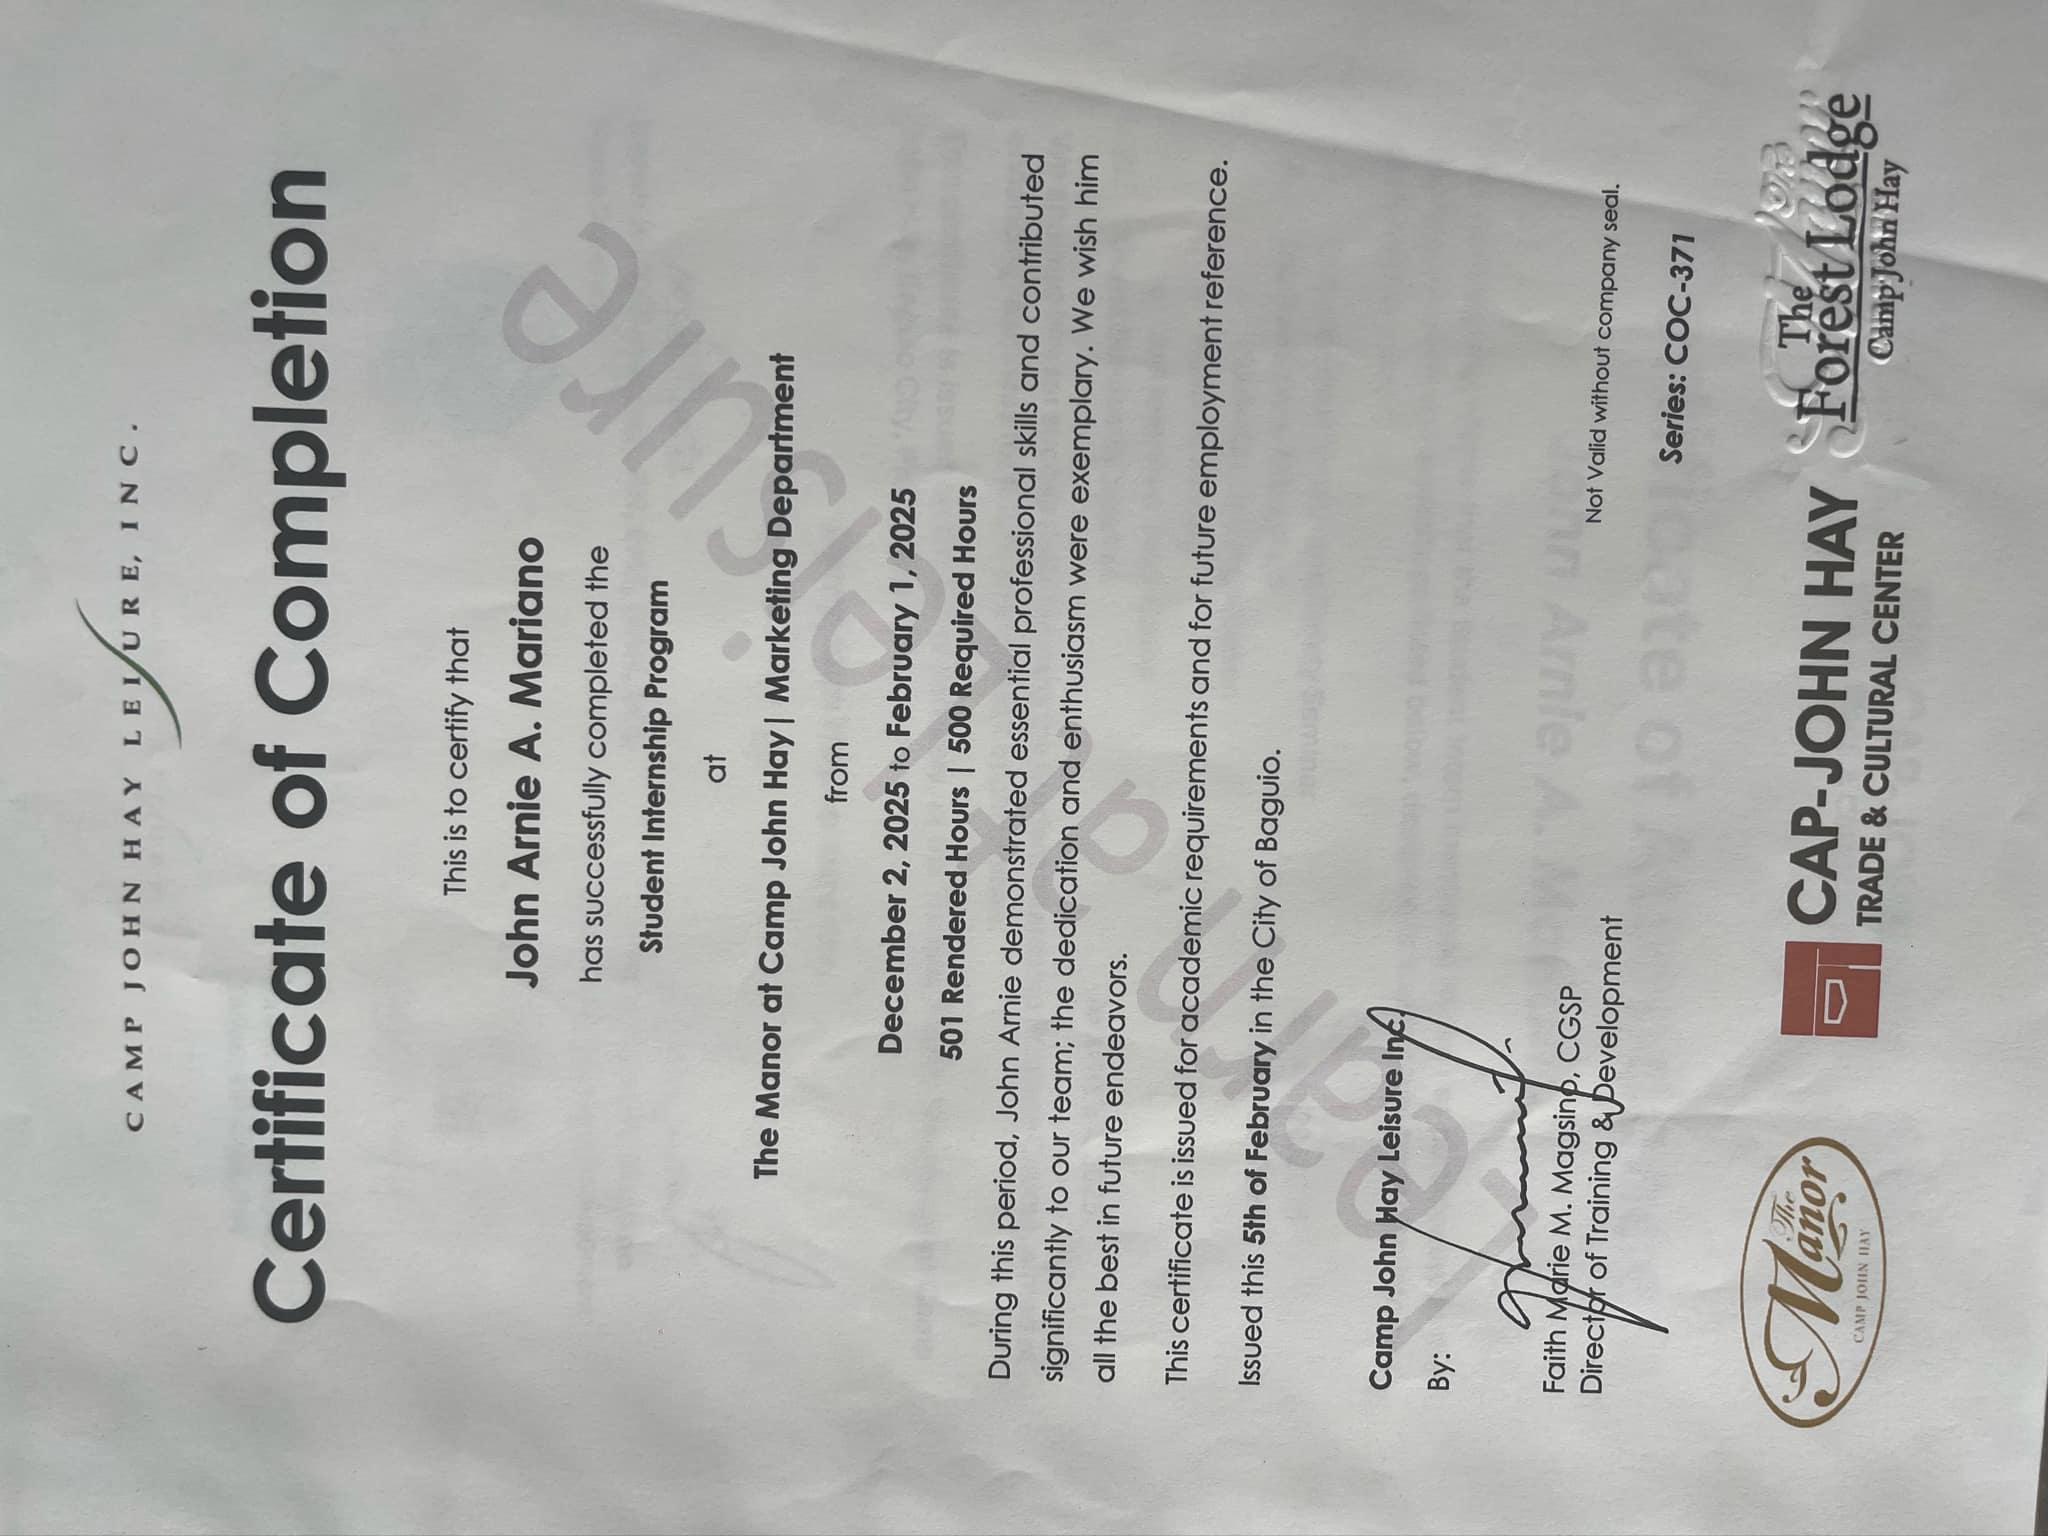 CAMP JOHN HAY LEISURE, INC.
Certificate of Completion
This is to certify that
John Arnie A. Mariano
has successfully completed the
Student Internship Program
at
The Manor at Camp John Hay | Marketing Department
from
December 2, 2025 to February 1, 2025
501 Rendered Hours | 500 Required Hours
During this period, John Arnie demonstrated essential professional skills and contributed
significantly to our team; the dedication and enthusiasm were exemplary. We wish him
all the best in future endeavors.
This certificate is issued for academic requirements and for future employment reference.
Issued this 5th of February in the City of Baguio.
Learn at Leisure
Camp John Hay Leisure Inc.
By:
Faith Marie M. Magsino, CGSP
Director of Training & Development
Not Valid without company seal.
Series: COC-371
The
Manor
CAMP JOHN HAY
CAP-JOHN HAY
TRADE & CULTURAL CENTER
The
Forest Lodge
Camp John Hay